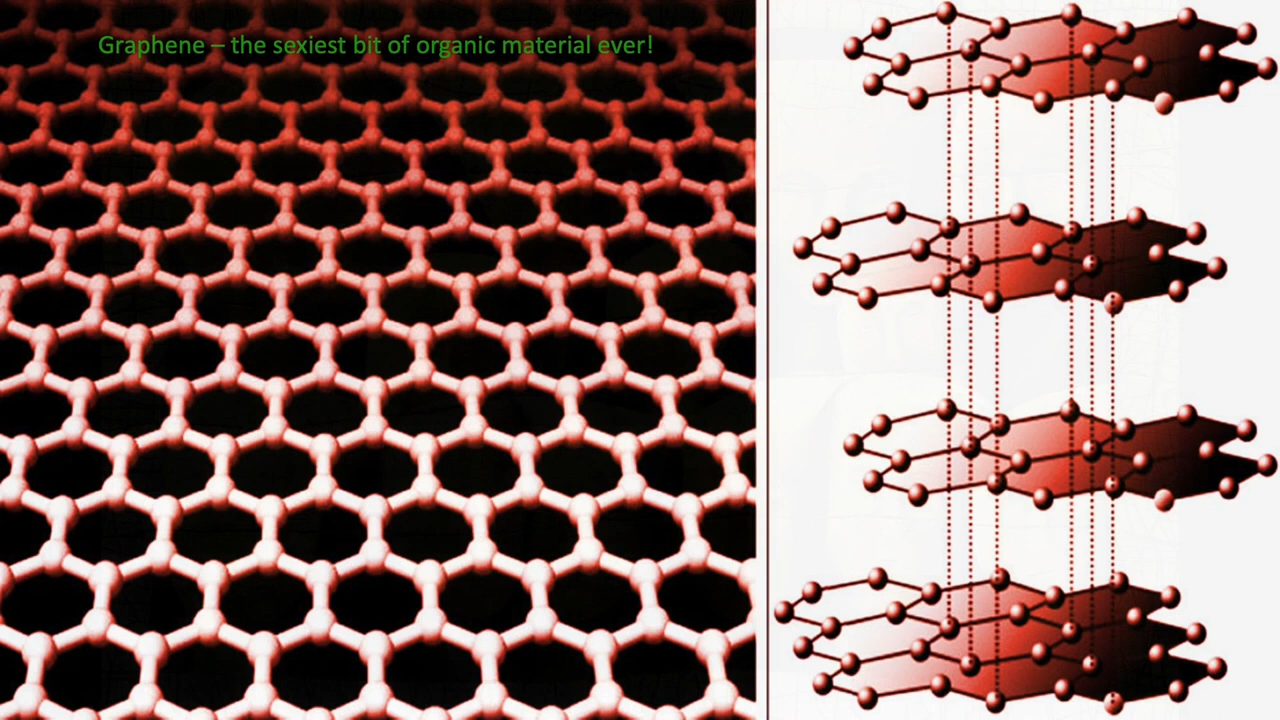 Graphene – the sexiest bit of organic material ever!